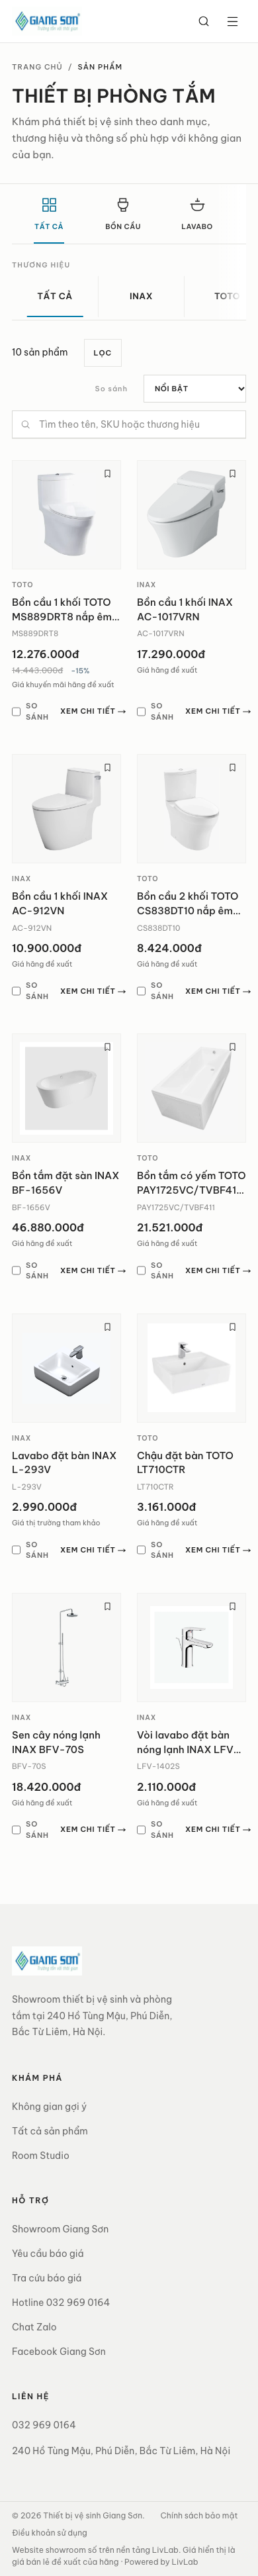 GIANG SƠN
Thông tin số thế giới
TRANG CHỦ / SẢN PHẨM
THIẾT BỊ PHÒNG TẮM
Khám phá thiết bị vệ sinh theo danh mục,
thương hiệu và thông số phù hợp với không gian
của bạn.
TẤT CẢ BỒN CẦU LAVABO
THƯƠNG HIỆU
TẤT CẢ INAX TOTO
10 sản phẩm LỌC
So sánh NỔI BẬT
Tìm theo tên, SKU hoặc thương hiệu
TOTO
Bồn cầu 1 khối TOTO
MS889DRT8 nắp êm...
MS889DRT8
12.276.000đ
14.443.000đ -15%
Giá khuyến mãi hãng đề xuất
SO SÁNH XEM CHI TIẾT →
INAX
Bồn cầu 1 khối INAX
AC-1017VRN
AC-1017VRN
17.290.000đ
Giá hãng đề xuất
SO SÁNH XEM CHI TIẾT →
INAX
Bồn cầu 1 khối INAX
AC-912VN
AC-912VN
10.900.000đ
Giá hãng đề xuất
SO SÁNH XEM CHI TIẾT →
TOTO
Bồn cầu 2 khối TOTO
CS838DT10 nắp êm...
CS838DT10
8.424.000đ
Giá hãng đề xuất
SO SÁNH XEM CHI TIẾT →
INAX
Bồn tắm đặt sàn INAX
BF-1656V
BF-1656V
46.880.000đ
Giá hãng đề xuất
SO SÁNH XEM CHI TIẾT →
TOTO
Bồn tắm có yếm TOTO
PAY1725VC/TVBF41...
PAY1725VC/TVBF411
21.521.000đ
Giá hãng đề xuất
SO SÁNH XEM CHI TIẾT →
INAX
Lavabo đặt bàn INAX
L-293V
L-293V
2.990.000đ
Giá thị trường tham khảo
SO SÁNH XEM CHI TIẾT →
TOTO
Chậu đặt bàn TOTO
LT710CTR
LT710CTR
3.161.000đ
Giá hãng đề xuất
SO SÁNH XEM CHI TIẾT →
INAX
Sen cây nóng lạnh
INAX BFV-70S
BFV-70S
18.420.000đ
Giá hãng đề xuất
SO SÁNH XEM CHI TIẾT →
INAX
Vòi lavabo đặt bàn
nóng lạnh INAX LFV...
LFV-1402S
2.110.000đ
Giá hãng đề xuất
SO SÁNH XEM CHI TIẾT →
GIANG SƠN
Thông tin số thế giới
Showroom thiết bị vệ sinh và phòng
tắm tại 240 Hồ Tùng Mậu, Phú Diễn,
Bắc Từ Liêm, Hà Nội.
KHÁM PHÁ
Không gian gợi ý
Tất cả sản phẩm
Room Studio
HỖ TRỢ
Showroom Giang Sơn
Yêu cầu báo giá
Tra cứu báo giá
Hotline 032 969 0164
Chat Zalo
Facebook Giang Sơn
LIÊN HỆ
032 969 0164
240 Hồ Tùng Mậu, Phú Diễn, Bắc Từ Liêm, Hà Nội
© 2026 Thiết bị vệ sinh Giang Sơn. Chính sách bảo mật
Điều khoản sử dụng
Website showroom số trên nền tảng LivLab. Giá hiển thị là
giá bán lẻ đề xuất của hãng · Powered by LivLab